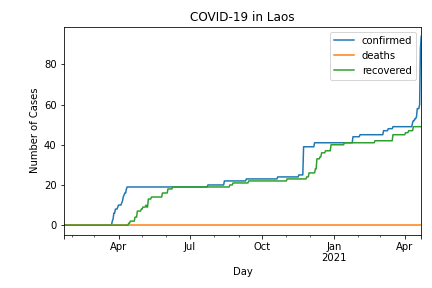 COVID-19 in Laos
confirmed
deaths
recovered
Number of Cases
80
60
40
20
0
Apr
Jul
Oct
Jan
2021
Apr
Day